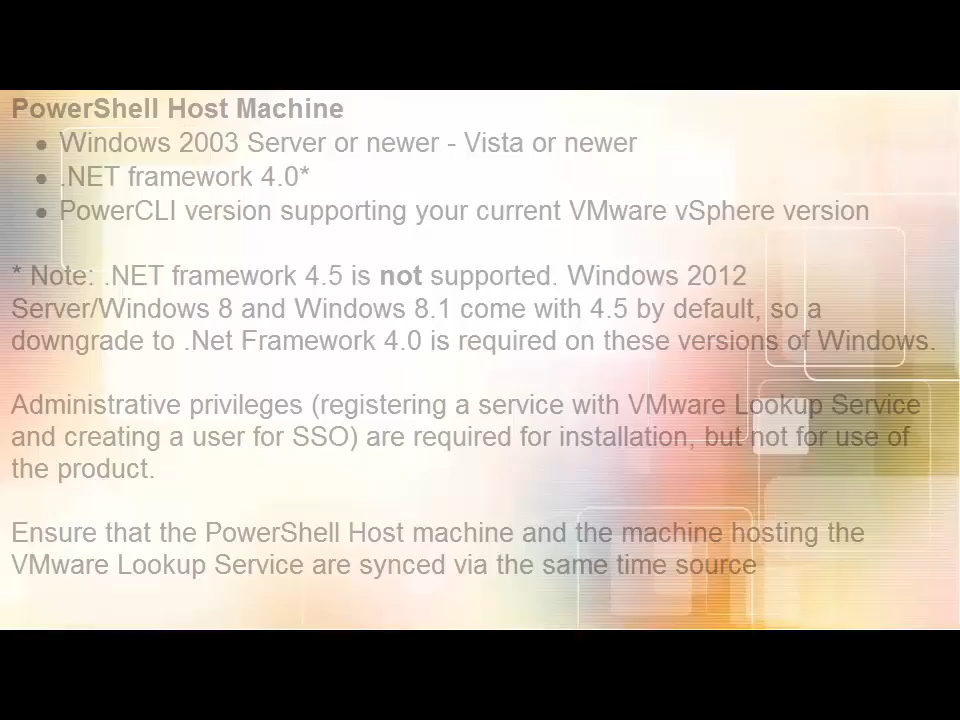 PowerShell Host Machine
● Windows 2003 Server or newer - Vista or newer
● .NET framework 4.0*
● PowerCLI version supporting your current VMware vSphere version
* Note: .NET framework 4.5 is not supported. Windows 2012
Server/Windows 8 and Windows 8.1 come with 4.5 by default, so a
downgrade to .Net Framework 4.0 is required on these versions of Windows.
Administrative privileges (registering a service with VMware Lookup Service
and creating a user for SSO) are required for installation, but not for use of
the product.
Ensure that the PowerShell Host machine and the machine hosting the
VMware Lookup Service are synced via the same time source